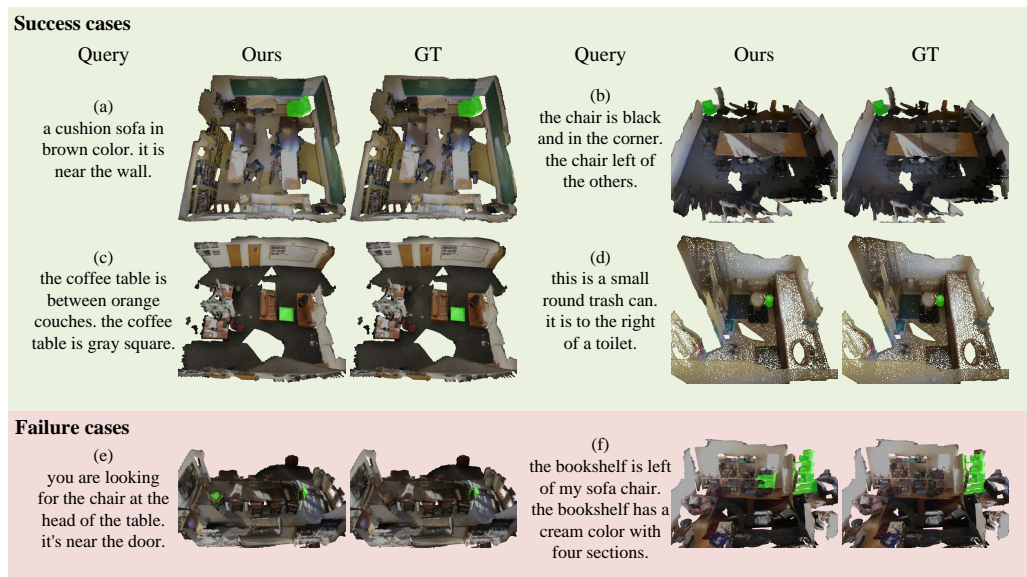 Success cases
Query
Ours
GT
Query
Ours
GT
(a)
a cushion sofa in
brown color. it is
near the wall.
(b)
the chair is black
and in the corner.
the chair left of
the others.
(c)
the coffee table is
between orange
couches. the coffee
table is gray square.
(d)
this is a small
round trash can.
it is to the right
of a toilet.
Failure cases
(e)
you are looking
for the chair at the
head of the table.
it's near the door.
(f)
the bookshelf is left
of my sofa chair.
the bookshelf has a
cream color with
four sections.